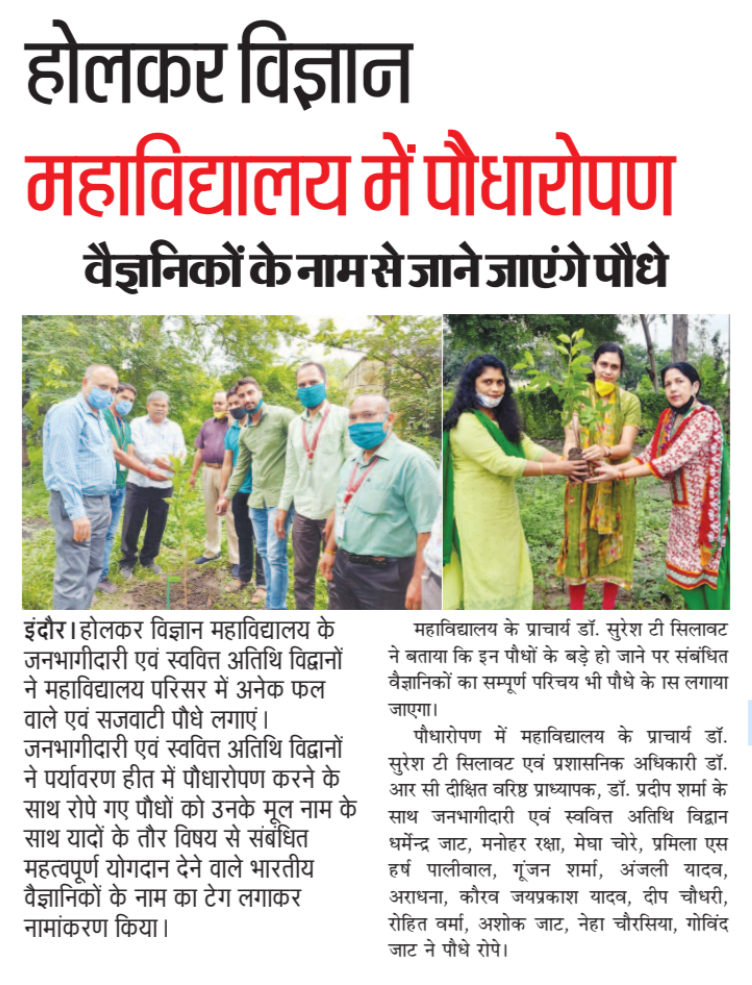 होलकर विज्ञान
महाविद्यालय में पौधारोपण
वैज्ञनिकों के नाम से जाने जाएंगे पौधे
इंदौर। होलकर विज्ञान महाविद्यालय के
जनभागीदारी एवं स्ववित्त अतिथि विद्वानों
ने महाविद्यालय परिसर में अनेक फल
वाले एवं सजवाटी पौधे लगाएं।
जनभागीदारी एवं स्ववित्त अतिथि विद्वानों
ने पर्यावरण हीत में पौधारोपण करने के
साथ रोपे गए पौधों को उनके मूल नाम के
साथ यादों के तौर विषय से संबंधित
महत्वपूर्ण योगदान देने वाले भारतीय
वैज्ञानिकों के नाम का टेग लगाकर
नामांकरण किया।
महाविद्यालय के प्राचार्य डॉ. सुरेश टी सिलावट
ने बताया कि इन पौधों के बड़े हो जाने पर संबंधित
वैज्ञानिकों का सम्पूर्ण परिचय भी पौधे के ास लगाया
जाएगा।
पौधारोपण में महाविद्यालय के प्राचार्य डॉ.
सुरेश टी सिलावट एवं प्रशासनिक अधिकारी डॉ.
आर सी दीक्षित वरिष्ठ प्राध्यापक, डॉ. प्रदीप शर्मा के
साथ जनभागीदारी एवं स्ववित्त अतिथि विद्वान
धर्मेन्द्र जाट, मनोहर रक्षा, मेघा चोरे, प्रमिला एस
हर्ष पालीवाल, गूंजन शर्मा, अंजली यादव,
अराधना, कौरव जयप्रकाश यादव, दीप चौधरी,
रोहित वर्मा, अशोक जाट, नेहा चौरसिया, गोविंद
जाट ने पौधे रोपे।